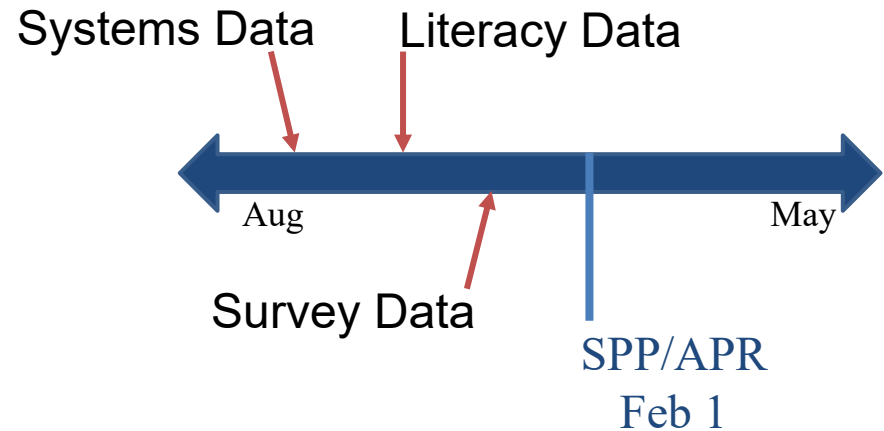 Systems Data
Literacy Data
Aug
May
Survey Data
SPP/APR
Feb 1